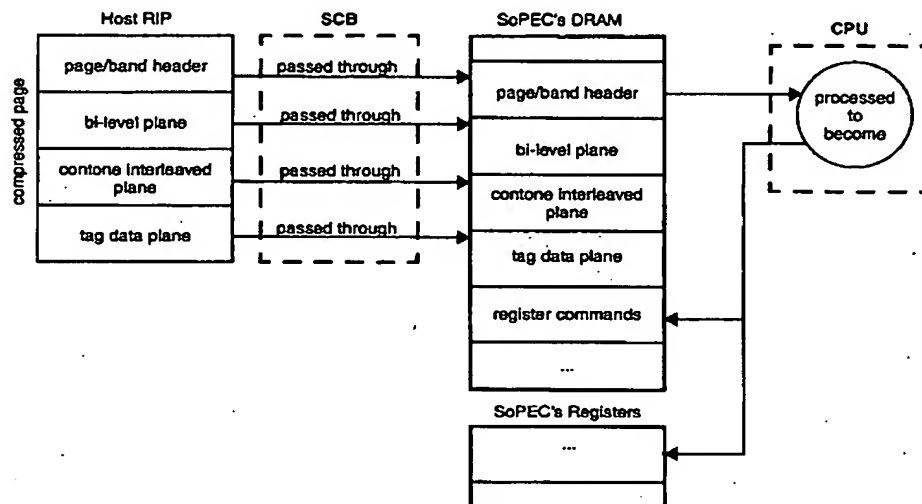 Host RIP
SCB
SoPEC's DRAM
CPU
compressed page
page/band header
passed through
page/band header
processed
to
become
bi-level plane
passed through
bi-level plane
contone interleaved
plane
passed through
contone interleaved
plane
tag data plane
passed through
tag data plane
register commands
...
SoPEC's Registers
...